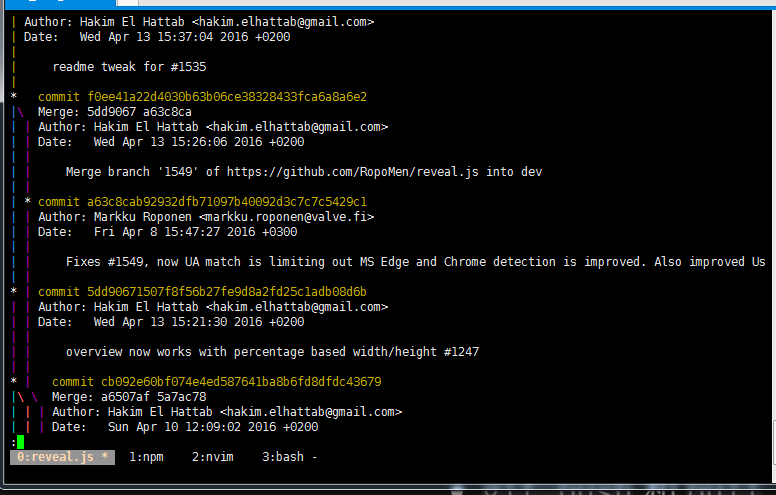 | Author: Hakim El Hattab <hakim.elhattab@gmail.com>
| Date:   Wed Apr 13 15:37:04 2016 +0200
|
|     readme tweak for #1535
|
*   commit f0ee41a22d4030b63b06ce38328433fca6a8a6e2
|\  Merge: 5dd9067 a63c8ca
| | Author: Hakim El Hattab <hakim.elhattab@gmail.com>
| | Date:   Wed Apr 13 15:26:06 2016 +0200
| |
| |     Merge branch '1549' of https://github.com/RopoMen/reveal.js into dev
| |
| * commit a63c8cab92932dfb71097b40092d3c7c7c5429c1
| | Author: Markku Roponen <markku.roponen@valve.fi>
| | Date:   Fri Apr 8 15:47:27 2016 +0300
| |
| |     Fixes #1549, now UA match is limiting out MS Edge and Chrome detection is improved. Also improved Us
| |
* | commit 5dd90671507f8f56b27fe9d8a2fd25c1adb08d6b
| | Author: Hakim El Hattab <hakim.elhattab@gmail.com>
| | Date:   Wed Apr 13 15:21:30 2016 +0200
| |
| |     overview now works with percentage based width/height #1247
| |
* |   commit cb092e60bf074e4ed587641ba8b6fd8dfdc43679
|\ \  Merge: a6507af 5a7ac78
| | | Author: Hakim El Hattab <hakim.elhattab@gmail.com>
| | | Date:   Sun Apr 10 12:09:02 2016 +0200
:
0:reveal.js *  1:npm  2:nvim  3:bash -